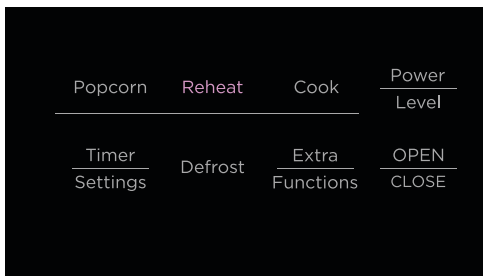 Popcorn Reheat Cook Power
Level
Timer
Settings Defrost Extra
Functions OPEN
CLOSE